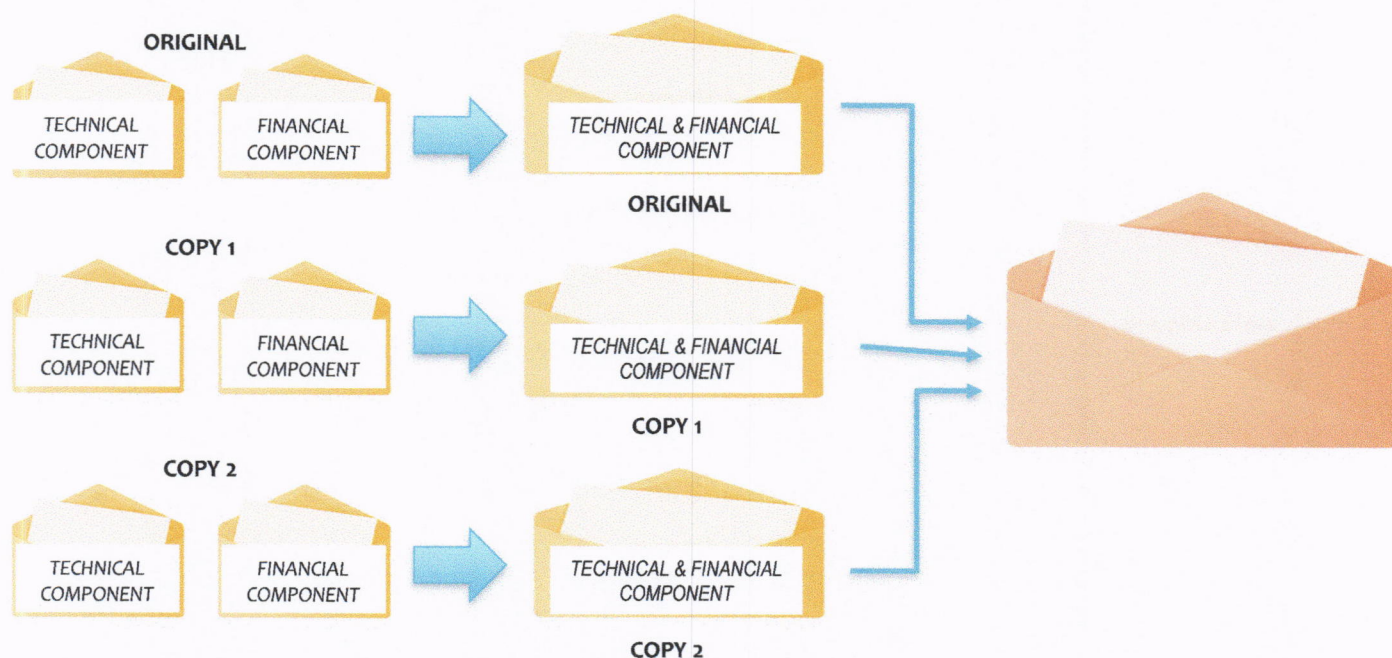 ORIGINAL
TECHNICAL
COMPONENT
FINANCIAL
COMPONENT
TECHNICAL & FINANCIAL
COMPONENT
ORIGINAL
COPY 1
TECHNICAL
COMPONENT
FINANCIAL
COMPONENT
TECHNICAL & FINANCIAL
COMPONENT
COPY 1
COPY 2
TECHNICAL
COMPONENT
FINANCIAL
COMPONENT
TECHNICAL & FINANCIAL
COMPONENT
COPY 2